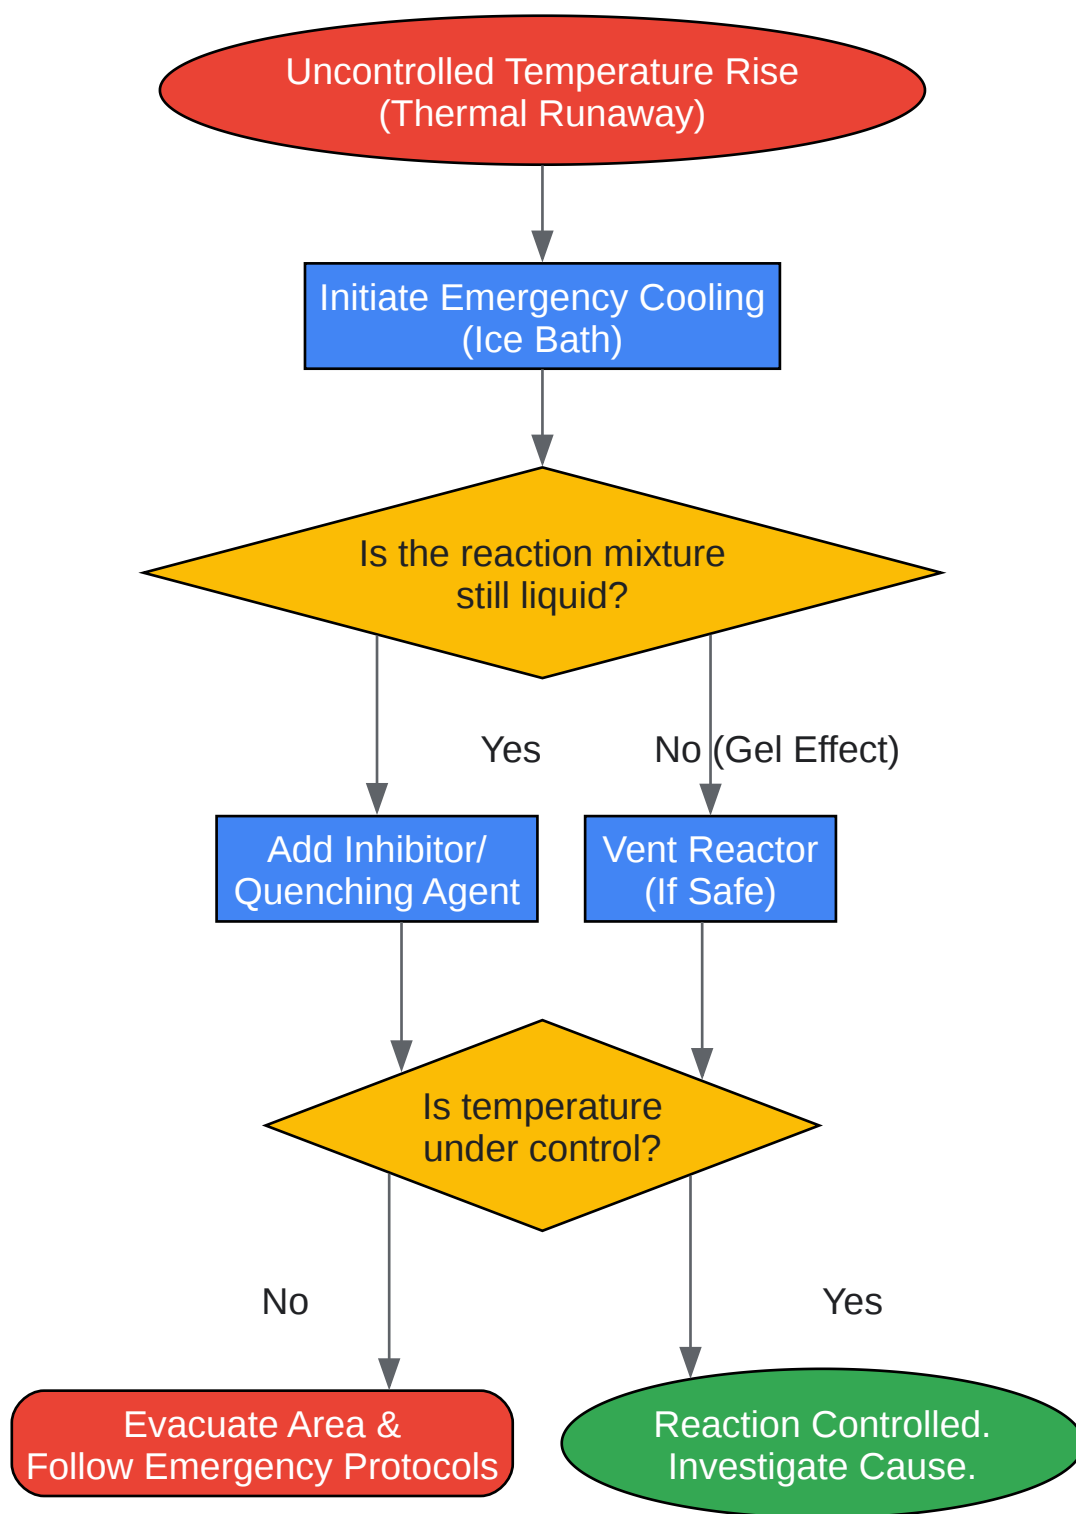 Uncontrolled Temperature Rise
(Thermal Runaway)
Initiate Emergency Cooling
(Ice Bath)
Is the reaction mixture
still liquid?
Yes
No (Gel Effect)
Add Inhibitor/
Quenching Agent
Vent Reactor
(If Safe)
Is temperature
under control?
No
Yes
Evacuate Area &
Follow Emergency Protocols
Reaction Controlled.
Investigate Cause.